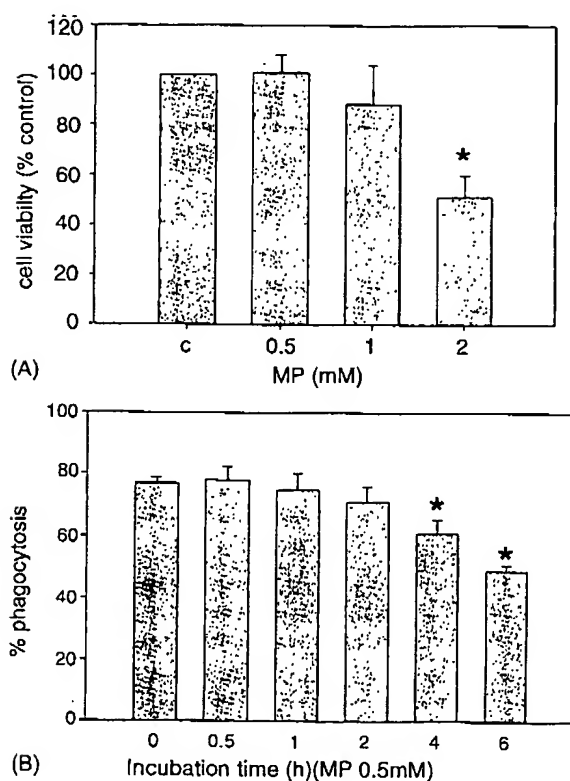 120
100
80
60
40
20
0
cell viabilty (% control)
*
c 0.5 1 2
MP (mM)
(A)
100
80
60
40
20
0
% phagocytosis
* *
0 0.5 1 2 4 6
Incubation time (h)(MP 0.5mM)
(B)